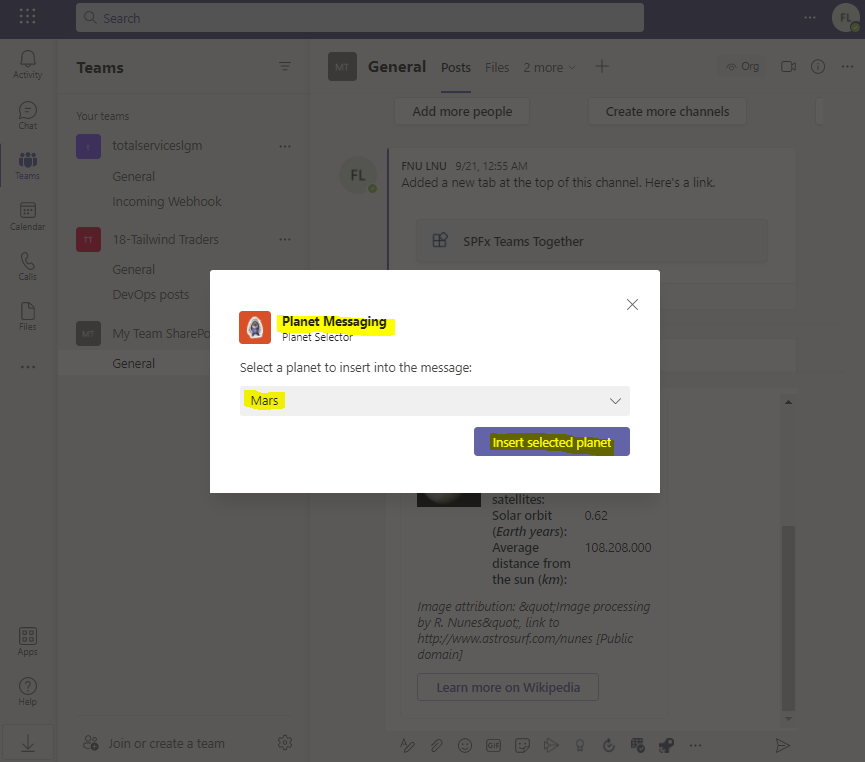 Search
FL
Activity
Chat
Teams
Calendar
Calls
Files
Apps
Help
Teams
Your teams
t
totalserviceslgm
General
Incoming Webhook
TT
18-Tailwind Traders
General
DevOps posts
MT
My Team SharePo
General
Join or create a team
MT
General
Posts
Files
2 more
Org
Add more people
Create more channels
FL
FNU LNU 9/21, 12:55 AM
Added a new tab at the top of this channel. Here's a link.
SPFx Teams Together
Planet Messaging
Planet Selector
Select a planet to insert into the message:
Mars
Insert selected planet
satellites:
Solar orbit 0.62
(Earth years):
Average 108.208.000
distance from
the sun (km):
Image attribution: &quot;Image processing
by R. Nunes&quot;, link to
http://www.astrosurf.com/nunes [Public
domain]
Learn more on Wikipedia
GIF